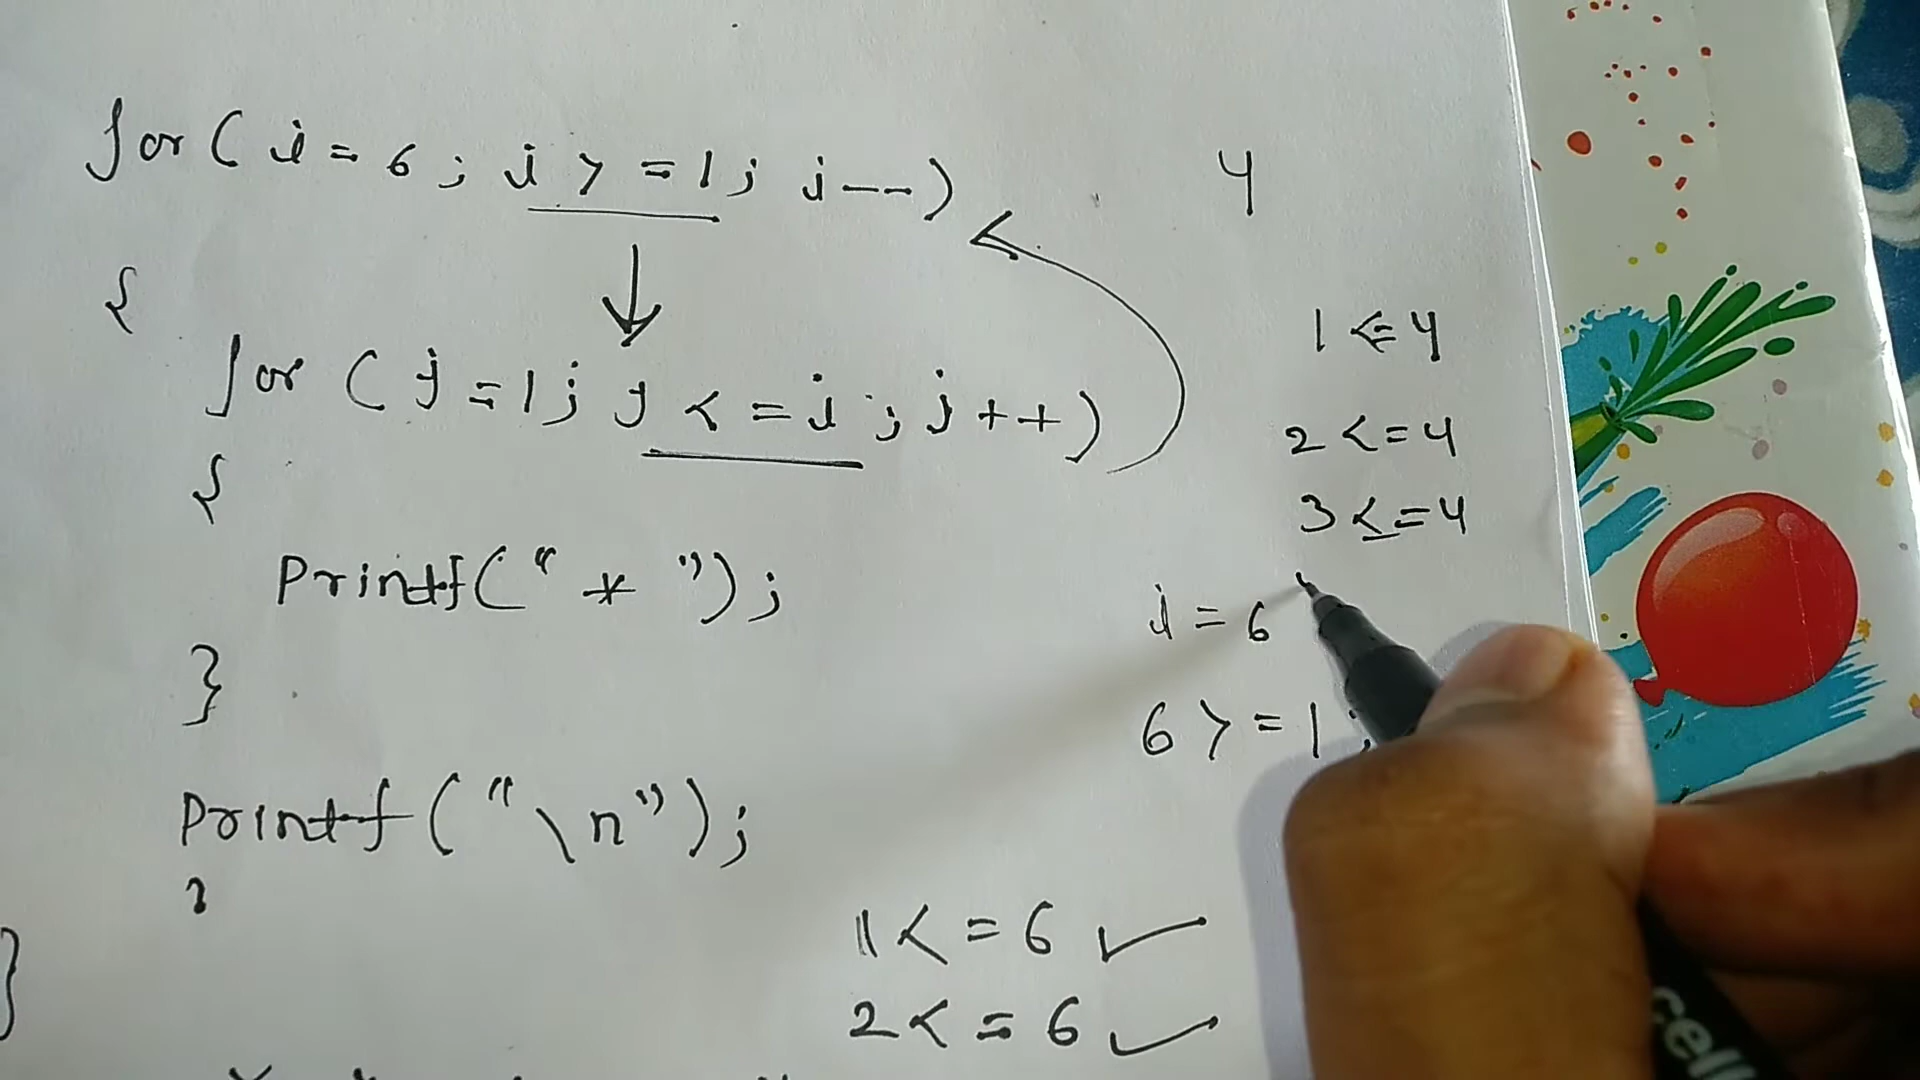 for ( i = 6 ; i > = 1 ; i -- )
4
{
1 <= 4
for ( j = 1 ; j < = i ; j + + )
2 < = 4
{
3 < = 4
Printf( " * " ) ;
i = 6
}
6 > = 1 ;
Printf ( " \n " ) ;
}
1 < = 6 ✓
}
2 < = 6 ✓
cell